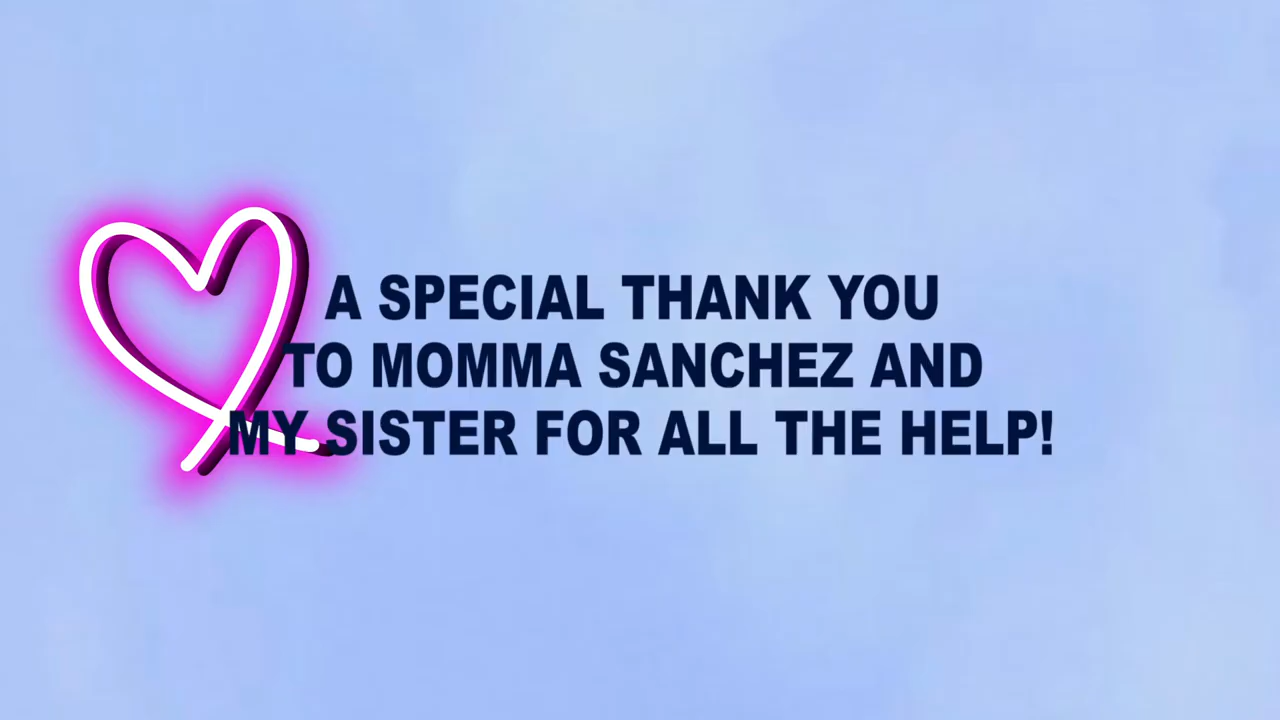 A SPECIAL THANK YOU
TO MOMMA SANCHEZ AND
MY SISTER FOR ALL THE HELP!